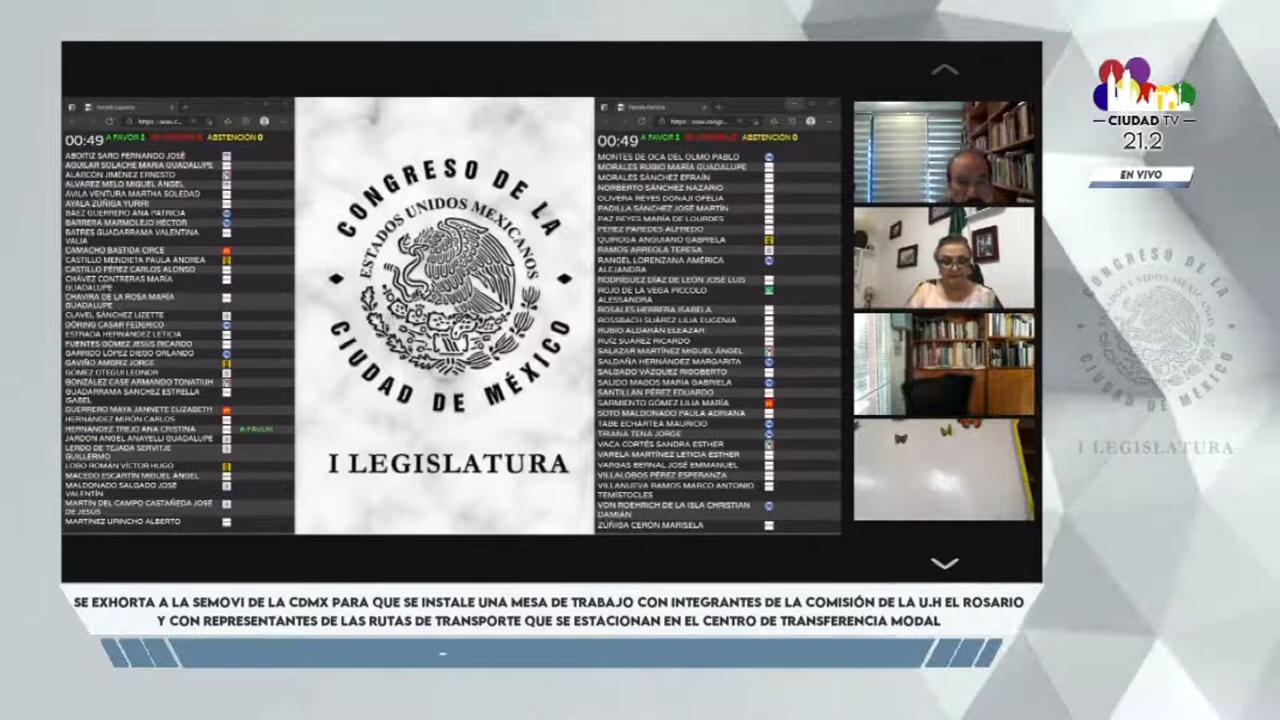 00:49 A FAVOR 1 ABSTENCIÓN 0
ABOITIZ SARO FERNANDO JOSÉ
AGUILAR SOLACHE MARÍA GUADALUPE
ALARCÓN JIMÉNEZ ERNESTO
ÁLVAREZ MELO MIGUEL ÁNGEL
ÁVILA VENTURA MARTHA SOLEDAD
AYALA ZÚÑIGA YURIRI
BÁEZ GUERRERO ANA PATRICIA
BARRERA MARMOLEJO HÉCTOR
BATRES GUADARRAMA VALENTINA
VALIA
CAMACHO BASTIDA CIRCE
CASTILLO MENDIETA PAULA ANDREA
CASTILLO PÉREZ CARLOS ALONSO
CHÁVEZ CONTRERAS MARÍA
GUADALUPE
CHAVIRA DE LA ROSA MARÍA
GUADALUPE
CLAVEL SÁNCHEZ LIZETTE
DÖRING CASAR FEDERICO
ESTRADA HERNÁNDEZ LETICIA
FUENTES GÓMEZ JESÚS RICARDO
GARRIDO LÓPEZ DIEGO ORLANDO
GAVIÑO AMBRIZ JORGE
GÓMEZ OTEGUI LEONOR
GONZÁLEZ CASE ARMANDO TONATIUH
GUADARRAMA SÁNCHEZ ESTRELLA
ISABEL
GUERRERO MAYA JANNETE ELIZABETH
HERNÁNDEZ MIRÓN CARLOS
HERNÁNDEZ TREJO ANA CRISTINA A FAVOR
JARDÓN ÁNGEL ANAYELLI GUADALUPE
LERDO DE TEJADA SERVITJE
GUILLERMO
LOBO ROMÁN VÍCTOR HUGO
MACEDO ESCARTÍN MIGUEL ÁNGEL
MALDONADO SALGADO JOSÉ
VALENTÍN
MARTÍN DEL CAMPO CASTAÑEDA JOSÉ
DE JESÚS
MARTÍNEZ URINCHO ALBERTO
CONGRESO DE LA
ESTADOS UNIDOS MEXICANOS
CIUDAD DE MÉXICO
I LEGISLATURA
00:49 A FAVOR 1 ABSTENCIÓN 0
MONTES DE OCA DEL OLMO PABLO
MORALES RUBIO MARÍA GUADALUPE
MORALES SÁNCHEZ EFRAÍN
NORBERTO SÁNCHEZ NAZARIO
OLIVERA REYES DONAJI OFELIA
PADILLA SÁNCHEZ JOSÉ MARTÍN
PAZ REYES MARÍA DE LOURDES
PÉREZ PAREDES ALFREDO
QUIROGA ANGUIANO GABRIELA
RAMOS ARREOLA TERESA
RANGEL LORENZANA AMÉRICA
ALEJANDRA
RODRÍGUEZ DÍAZ DE LEÓN JOSÉ LUIS
ROJO DE LA VEGA PICCOLO
ALESSANDRA
ROSALES HERRERA ISABELA
ROSSBACH SUÁREZ LILIA EUGENIA
RUBIO ALDARÁN ELEAZAR
RUÍZ SUÁREZ RICARDO
SALAZAR MARTÍNEZ MIGUEL ÁNGEL
SALDAÑA HERNÁNDEZ MARGARITA
SALGADO VÁZQUEZ RIGOBERTO
SALIDO MAGOS MARÍA GABRIELA
SANTILLÁN PÉREZ EDUARDO
SARMIENTO GÓMEZ LILIA MARÍA
SOTO MALDONADO PAULA ADRIANA
TABE ECHARTEA MAURICIO
TRIANA TENA JORGE
VACA CORTÉS SANDRA ESTHER
VARELA MARTÍNEZ LETICIA ESTHER
VARGAS BERNAL JOSÉ EMMANUEL
VILLALOBOS PÉREZ ESPERANZA
VILLANUEVA RAMOS MARCO ANTONIO
TEMÍSTOCLES
VON ROEHRICH DE LA ISLA CHRISTIAN
DAMIÁN
ZÚÑIGA CERÓN MARISELA
CIUDAD TV
21.2
EN VIVO
CONGRESO DE LA
CIUDAD DE MÉXICO
I LEGISLATURA
SE EXHORTA A LA SEMOVI DE LA CDMX PARA QUE SE INSTALE UNA MESA DE TRABAJO CON INTEGRANTES DE LA COMISIÓN DE LA U.H EL ROSARIO
Y CON REPRESENTANTES DE LAS RUTAS DE TRANSPORTE QUE SE ESTACIONAN EN EL CENTRO DE TRANSFERENCIA MODAL